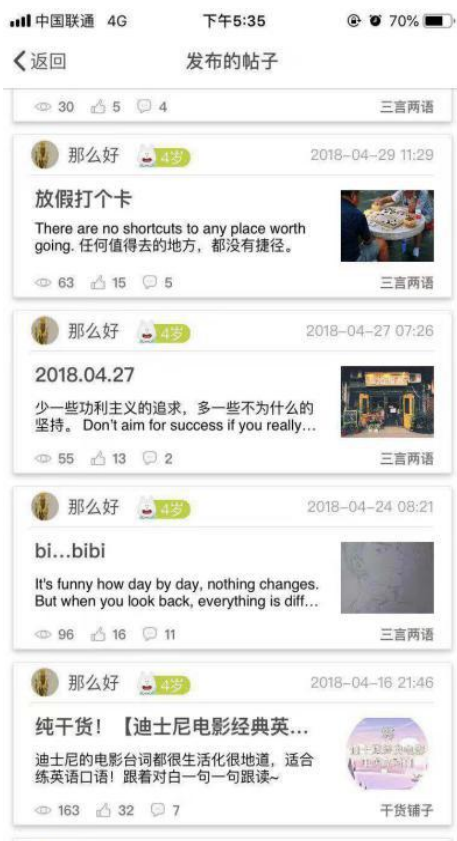 中国联通 4G 下午5:35 70%
返回 发布的帖子
30 5 4 三言两语
那么好 4岁 2018-04-29 11:29
放假打个卡
There are no shortcuts to any place worth
going. 任何值得去的地方，都没有捷径。
63 15 5 三言两语
那么好 4岁 2018-04-27 07:26
2018.04.27
少一些功利主义的追求，多一些不为什么的
坚持。 Don't aim for success if you really...
55 13 2 三言两语
那么好 4岁 2018-04-24 08:21
bi...bibi
It's funny how day by day, nothing changes.
But when you look back, everything is diff...
96 16 11 三言两语
那么好 4岁 2018-04-16 21:46
纯干货！【迪士尼电影经典英...
迪士尼的电影台词都很生活化很地道，适合
练英语口语！跟着对白一句一句跟读~
163 32 7 干货铺子